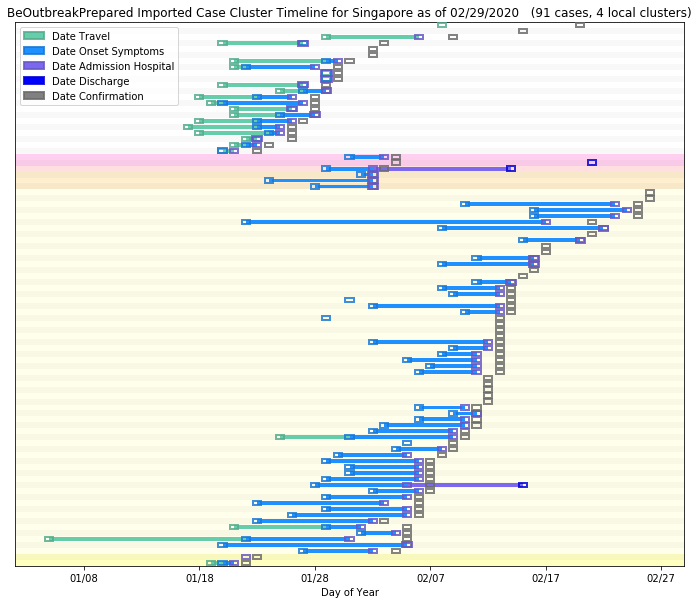 BeOutbreakPrepared Imported Case Cluster Timeline for Singapore as of 02/29/2020 (91 cases, 4 local clusters)
Date Travel
Date Onset Symptoms
Date Admission Hospital
Date Discharge
Date Confirmation
01/08 01/18 01/28 02/07 02/17 02/27
Day of Year